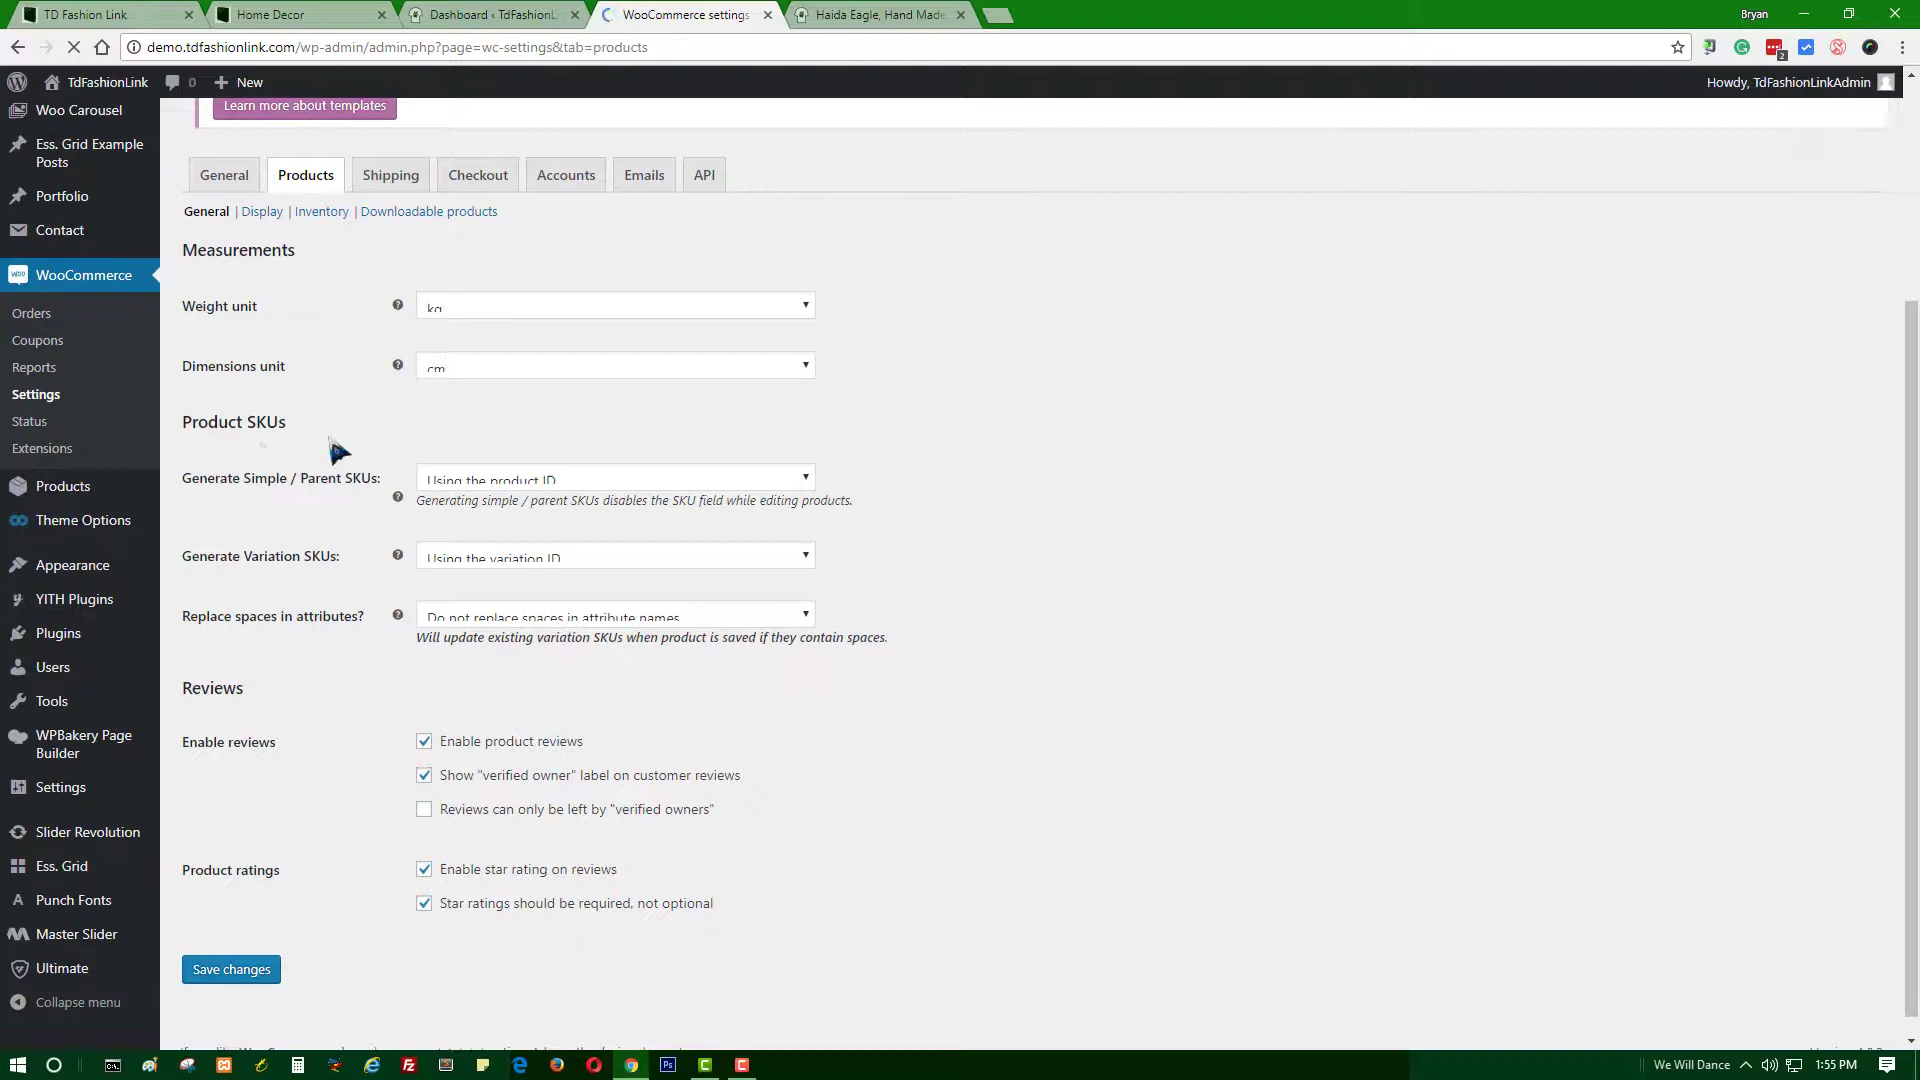 TD Fashion Link
Home Decor
Dashboard ‹ TdFashionLi
WooCommerce settings
Haida Eagle, Hand Made
Bryan
demo.tdfashionlink.com/wp-admin/admin.php?page=wc-settings&tab=products
2
TdFashionLink
0
New
Howdy, TdFashionLinkAdmin
Woo Carousel
Ess. Grid Example
Posts
Portfolio
Contact
WooCommerce
Orders
Coupons
Reports
Settings
Status
Extensions
Products
Theme Options
Appearance
YITH Plugins
Plugins
Users
Tools
WPBakery Page
Builder
Settings
Slider Revolution
Ess. Grid
Punch Fonts
Master Slider
Ultimate
Collapse menu
Learn more about templates
General
Products
Shipping
Checkout
Accounts
Emails
API
General | Display | Inventory | Downloadable products
Measurements
Weight unit
kg
Dimensions unit
cm
Product SKUs
Generate Simple / Parent SKUs:
Using the product ID
Generating simple / parent SKUs disables the SKU field while editing products.
Generate Variation SKUs:
Using the variation ID
Replace spaces in attributes?
Do not replace spaces in attribute names
Will update existing variation SKUs when product is saved if they contain spaces.
Reviews
Enable reviews
Enable product reviews
Show "verified owner" label on customer reviews
Reviews can only be left by "verified owners"
Product ratings
Enable star rating on reviews
Star ratings should be required, not optional
Save changes
We Will Dance
1:55 PM